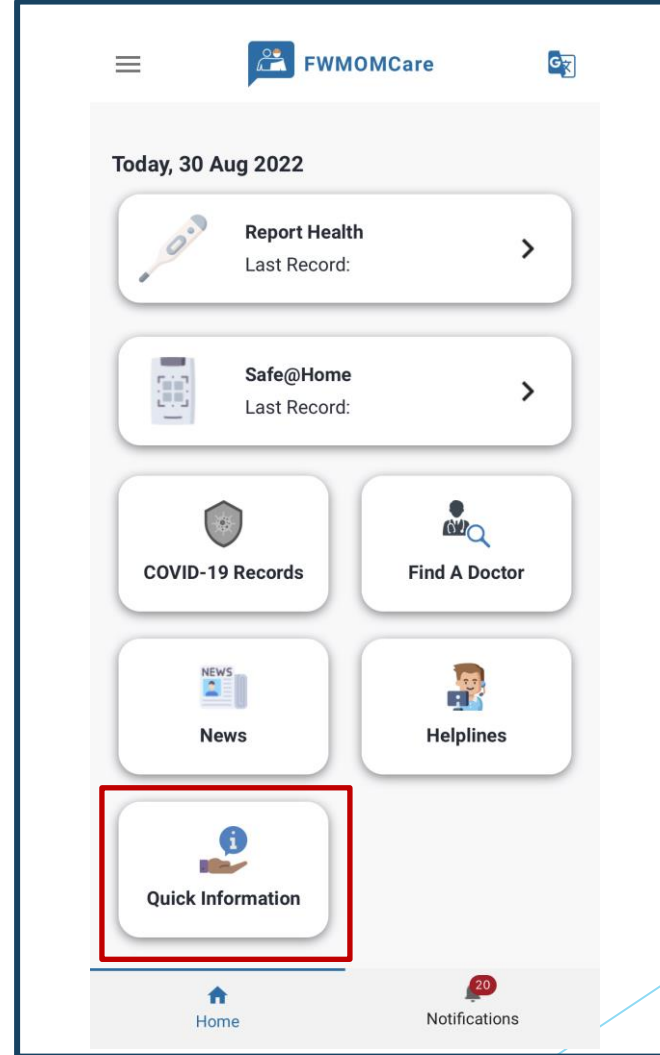 FWMOMCare
Today, 30 Aug 2022
Report Health
Last Record:
Safe@Home
Last Record:
COVID-19 Records
Find A Doctor
NEWS
News
Helplines
Quick Information
20
Home
Notifications